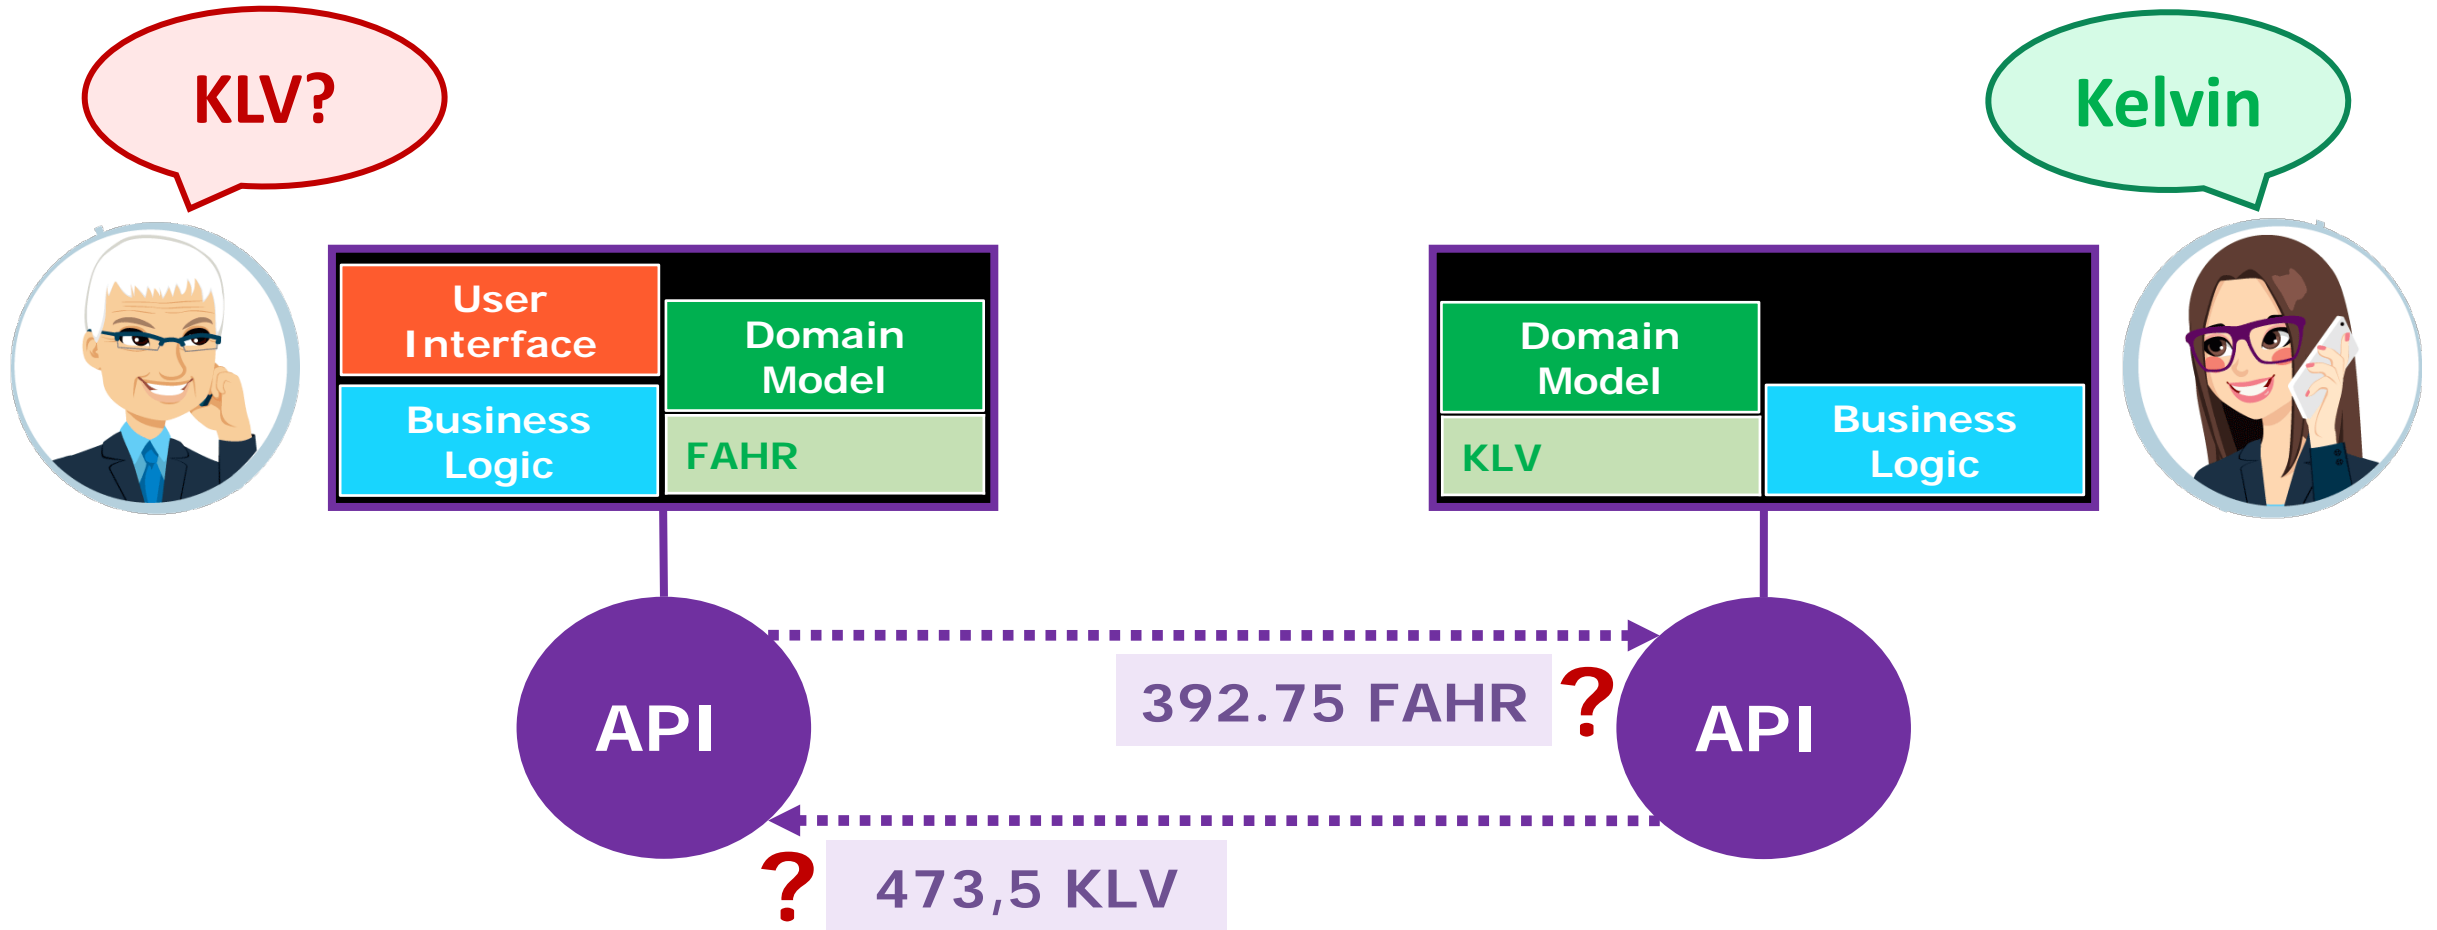 KLV?
Kelvin
User
Interface
Business
Logic
Domain
Model
FAHR
Domain
Model
KLV
Business
Logic
API
392.75 FAHR ?
API
? 473,5 KLV